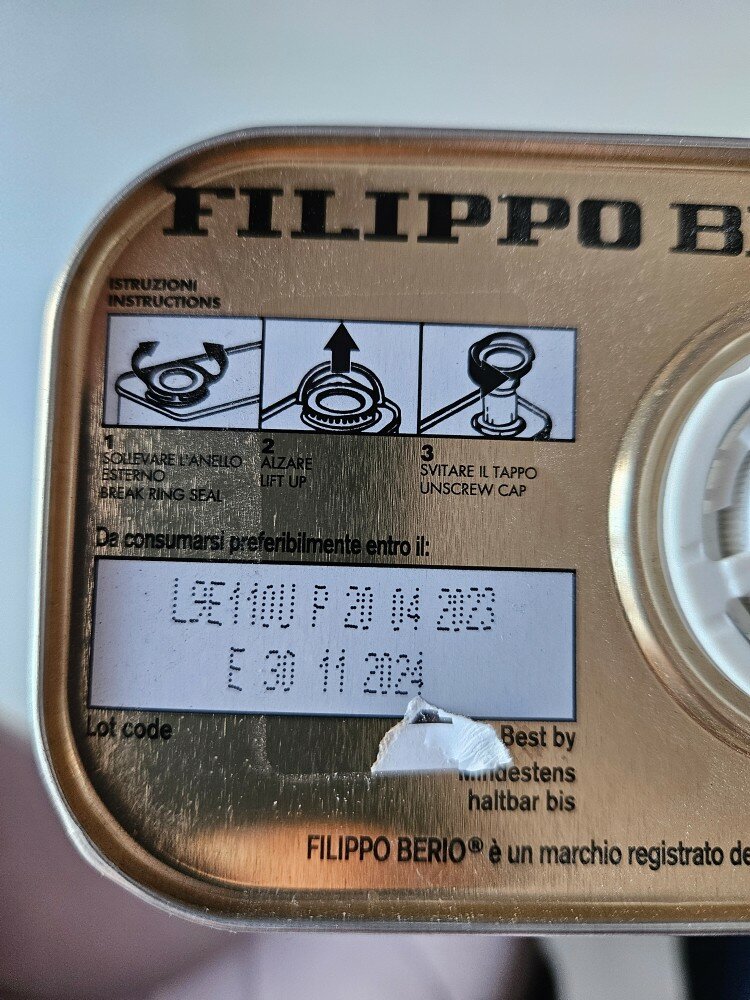 FILIPPO
ISTRUZIONI
INSTRUCTIONS
1
SOLLEVARE L'ANELLO
ESTERNO
BREAK RING SEAL
2
ALZARE
LIFT UP
3
SVITARE IL TAPPO
UNSCREW CAP
Da consumarsi preferibilmente entro il:
L9E110U P 20 04 2023
E 30 11 2024
Lot code
Best by
Mindestens
haltbar bis
FILIPPO BERIO® è un marchio registrato de